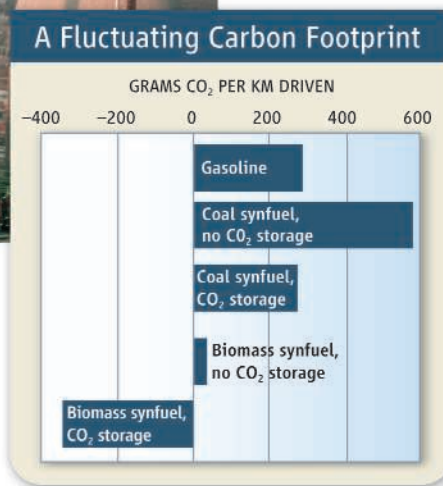 A Fluctuating Carbon Footprint
GRAMS CO₂ PER KM DRIVEN
–400 –200 0 200 400 600
Gasoline
Coal synfuel,
no CO₂ storage
Coal synfuel,
CO₂ storage
Biomass synfuel,
no CO₂ storage
Biomass synfuel,
CO₂ storage